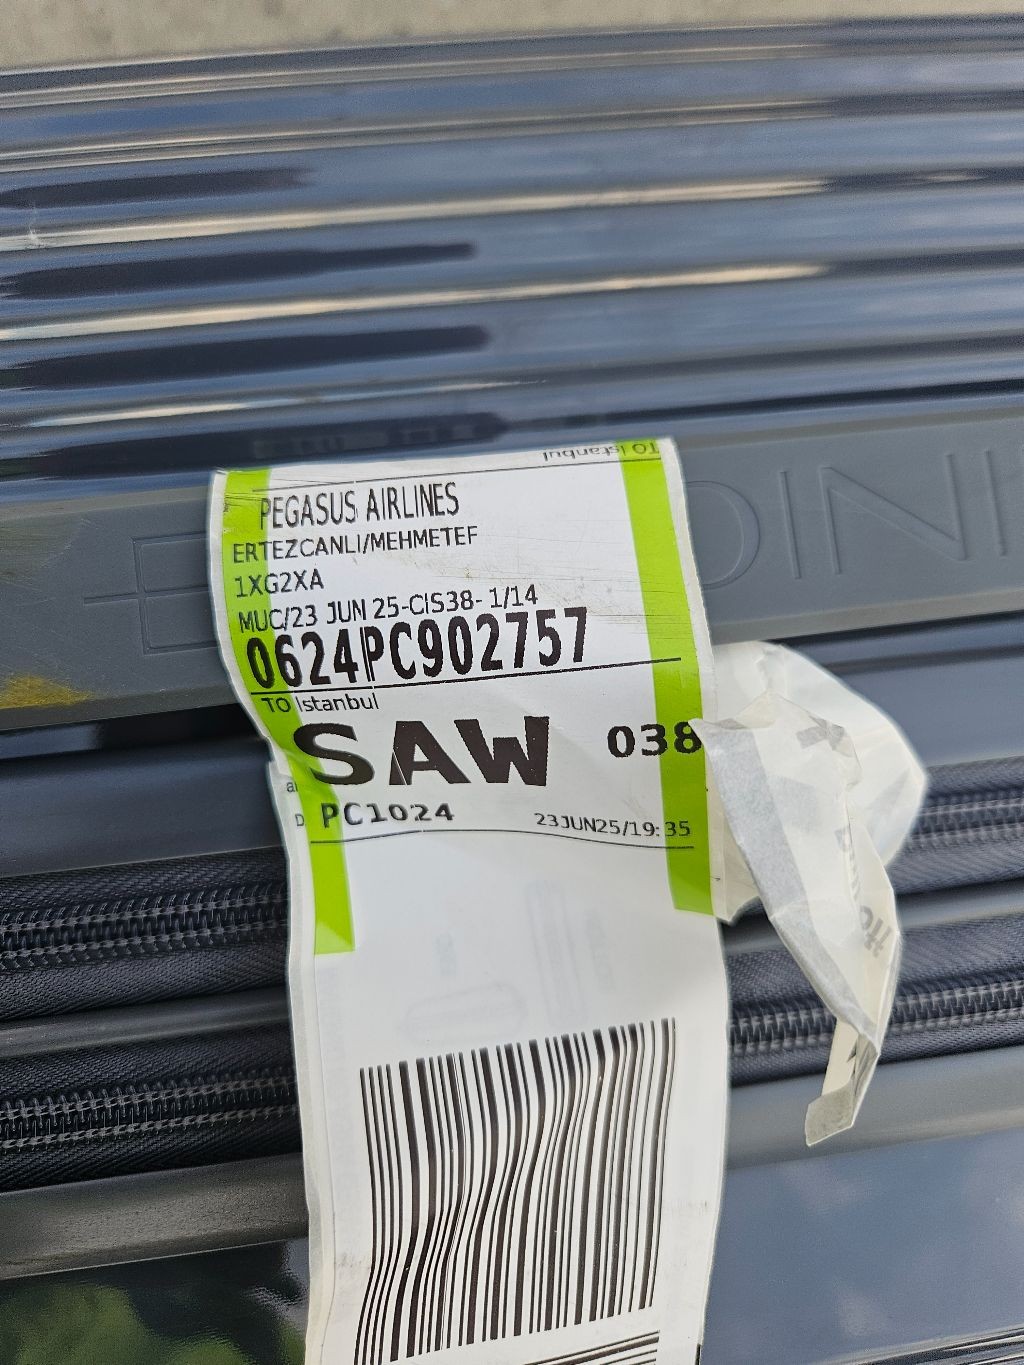 TO Istanbul
PEGASUS AIRLINES
ERTEZCANLI/MEHMETEF
1XG2XA
MUC/23 JUN 25-CIS38- 1/14
0624PC902757
TO Istanbul
SAW 038
PC1024 23JUN25/19:35